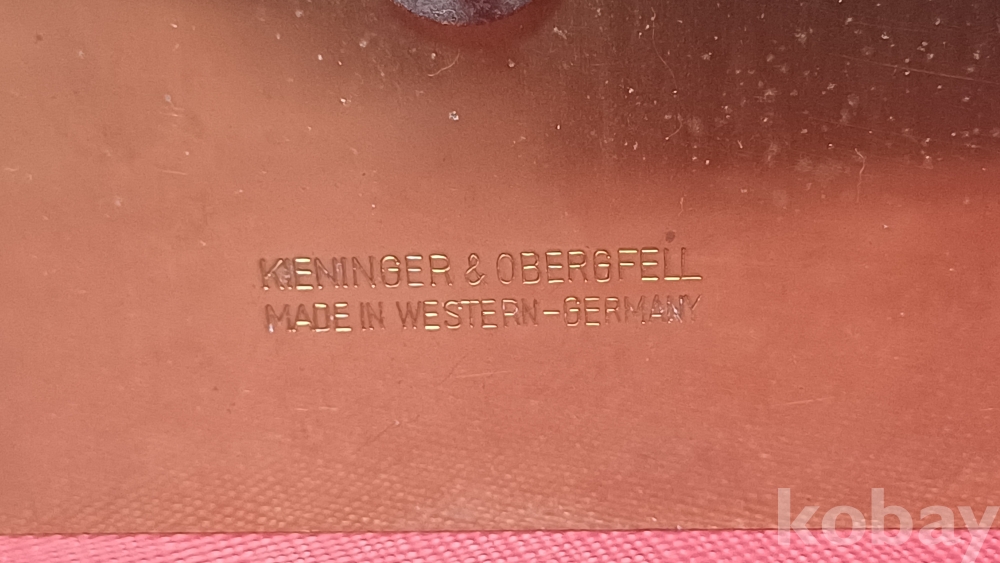 KIENINGER & OBERGFELL
MADE IN WESTERN-GERMANY
kobay